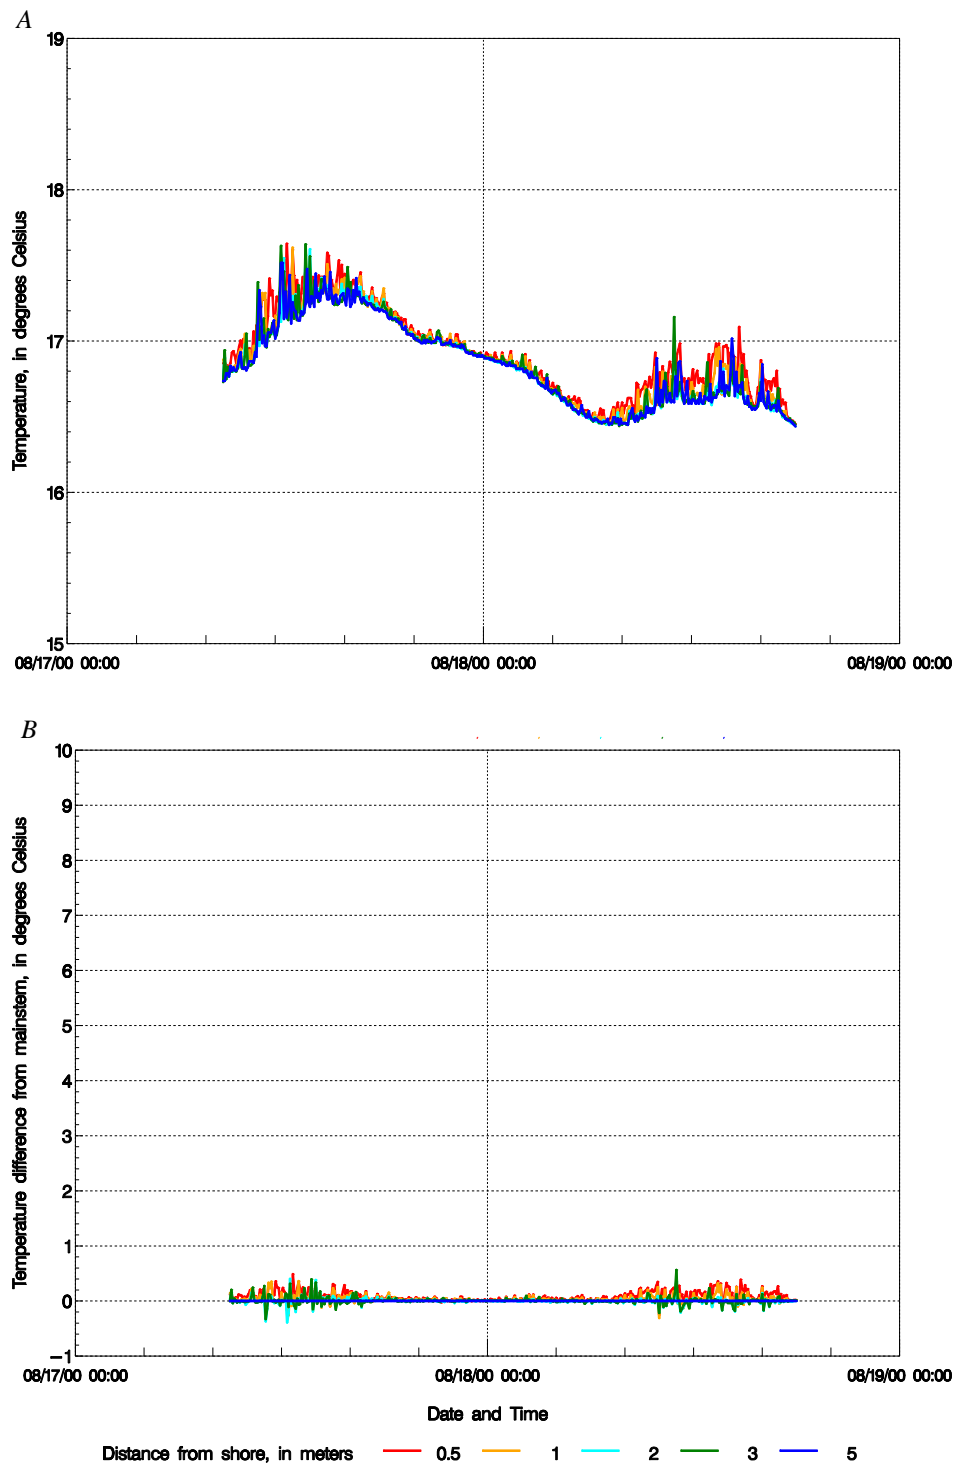 A
19
18
17
16
15
Temperature, in degrees Celsius
08/17/00 00:00 08/18/00 00:00 08/19/00 00:00
B
10
9
8
7
6
5
4
3
2
1
0
−1
Temperature difference from mainstem, in degrees Celsius
08/17/00 00:00 08/18/00 00:00 08/19/00 00:00
Date and Time
Distance from shore, in meters 0.5 1 2 3 5